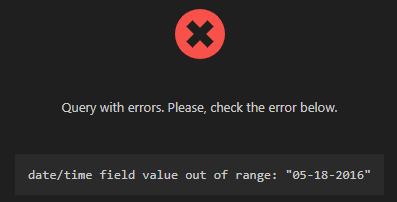 Query with errors. Please, check the error below.
date/time field value out of range: "05-18-2016"